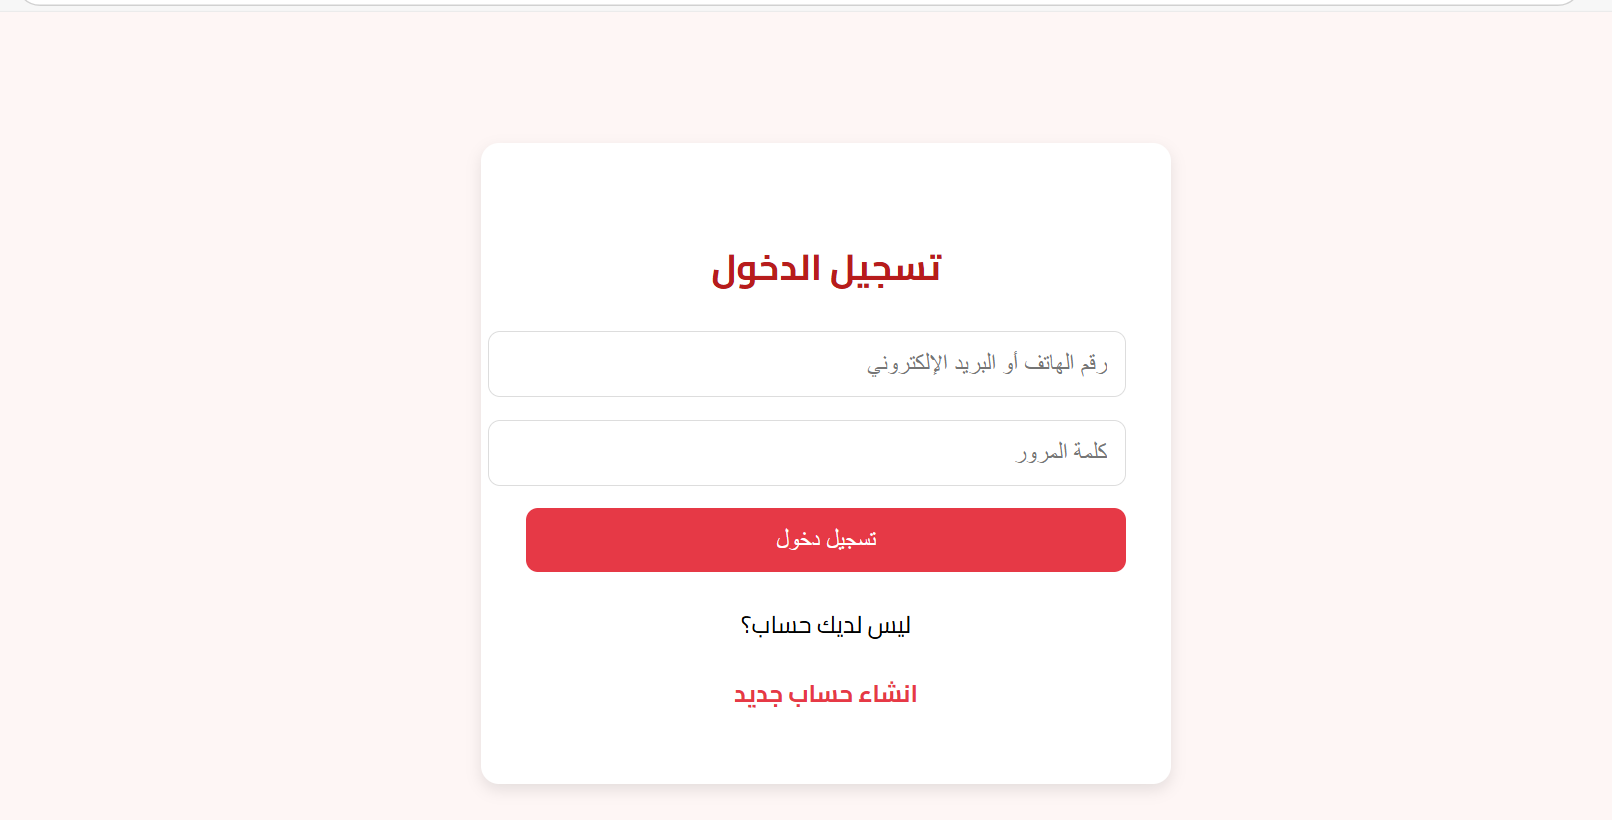 تسجيل الدخول
رقم الهاتف أو البريد الإلكتروني
كلمة المرور
تسجيل دخول
ليس لديك حساب؟
انشاء حساب جديد